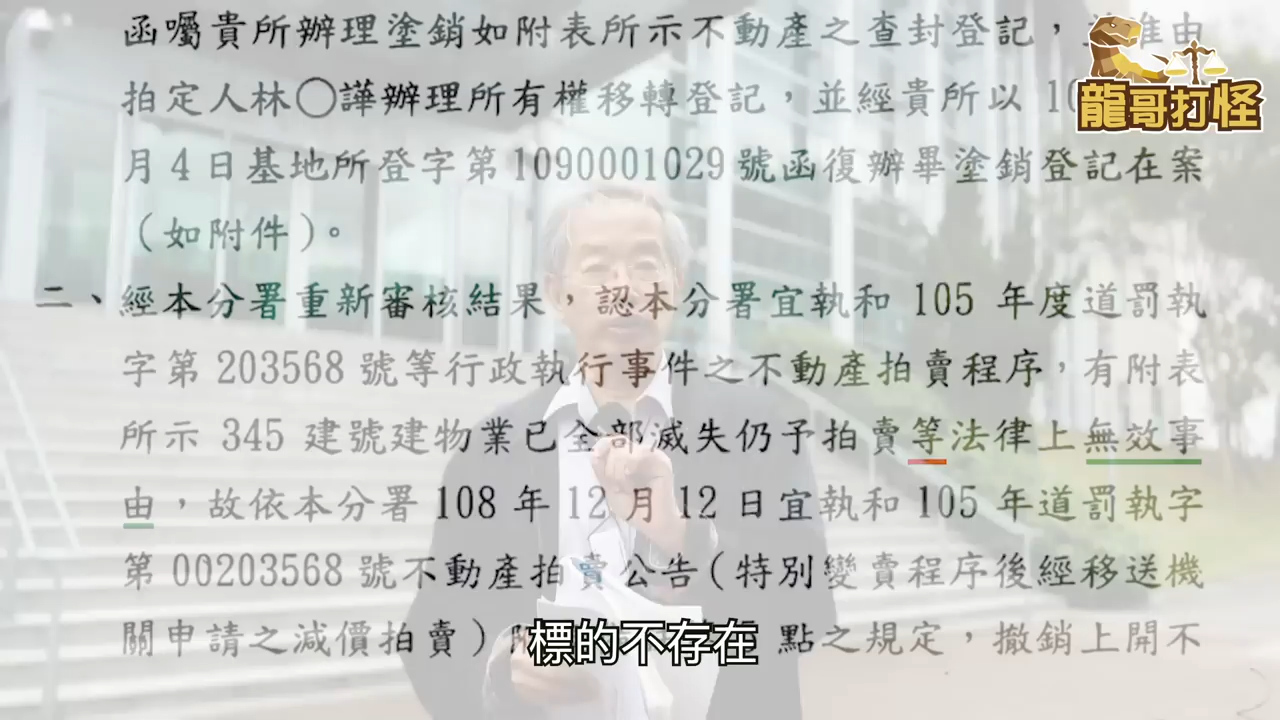 函囑貴所辦理塗銷如附表所示不動產之查封登記，准由
龍哥打怪
拍定人林○譁辦理所有權移轉登記，並經貴所以 10
月 4 日基地所登字第 1090001029 號函復辦畢塗銷登記在案
（如附件）。
二、經本分署重新審核結果，認本分署宜執和 105 年度道罰執
字第 203568 號等行政執行事件之不動產拍賣程序，有附表
所示 345 建號建物業已全部滅失仍予拍賣等法律上無效事
由，故依本分署 108 年 12 月 12 日宜執和 105 年道罰執字
第 00203568 號不動產拍賣公告（特別變賣程序後經移送機
關申請之減價拍賣） 點之規定，撤銷上開不
標的不存在